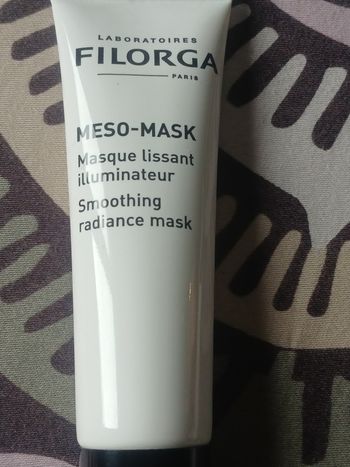 LABORATOIRES
FILORGA
PARIS
MESO-MASK
Masque lissant
illuminateur
Smoothing
radiance mask